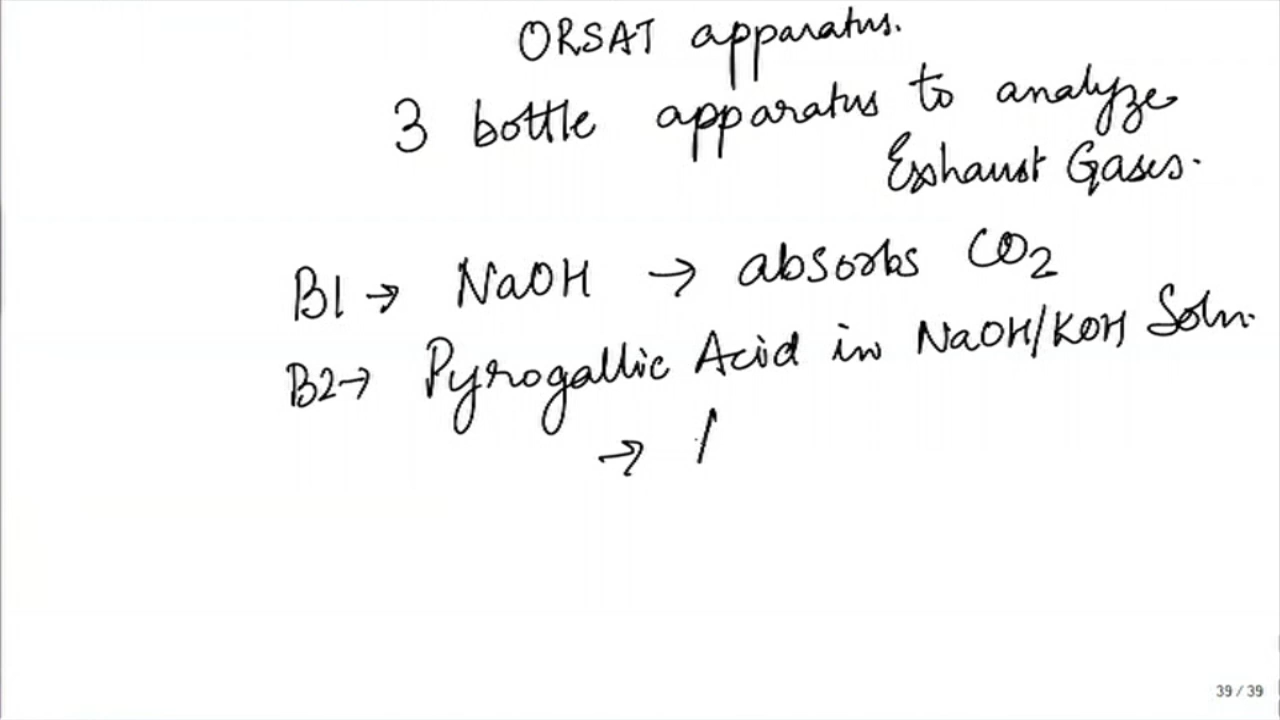 ORSAT apparatus.
3 bottle apparatus to analyze
Exhaust Gases.
B1 → NaOH → absorbs CO2
B2 → Pyrogallic Acid in NaOH/KOH Soln.
→
39 / 39